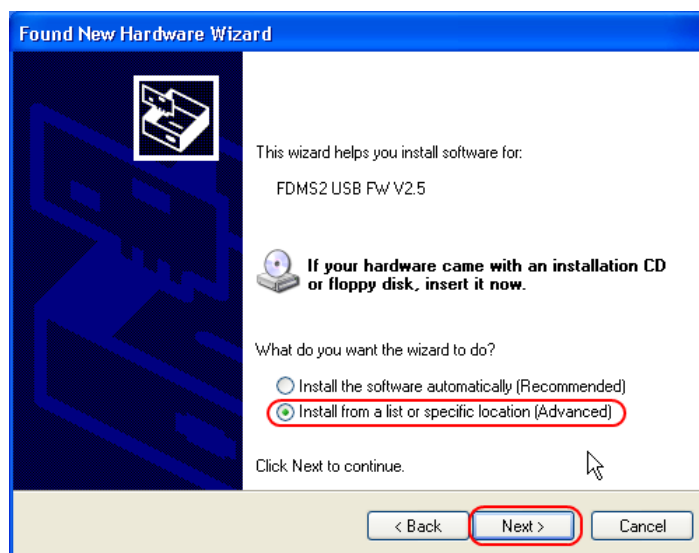 Found New Hardware Wizard
This wizard helps you install software for:
FDMS2 USB FW V2.5
If your hardware came with an installation CD
or floppy disk, insert it now.
What do you want the wizard to do?
Install the software automatically (Recommended)
Install from a list or specific location (Advanced)
Click Next to continue.
< Back Next > Cancel